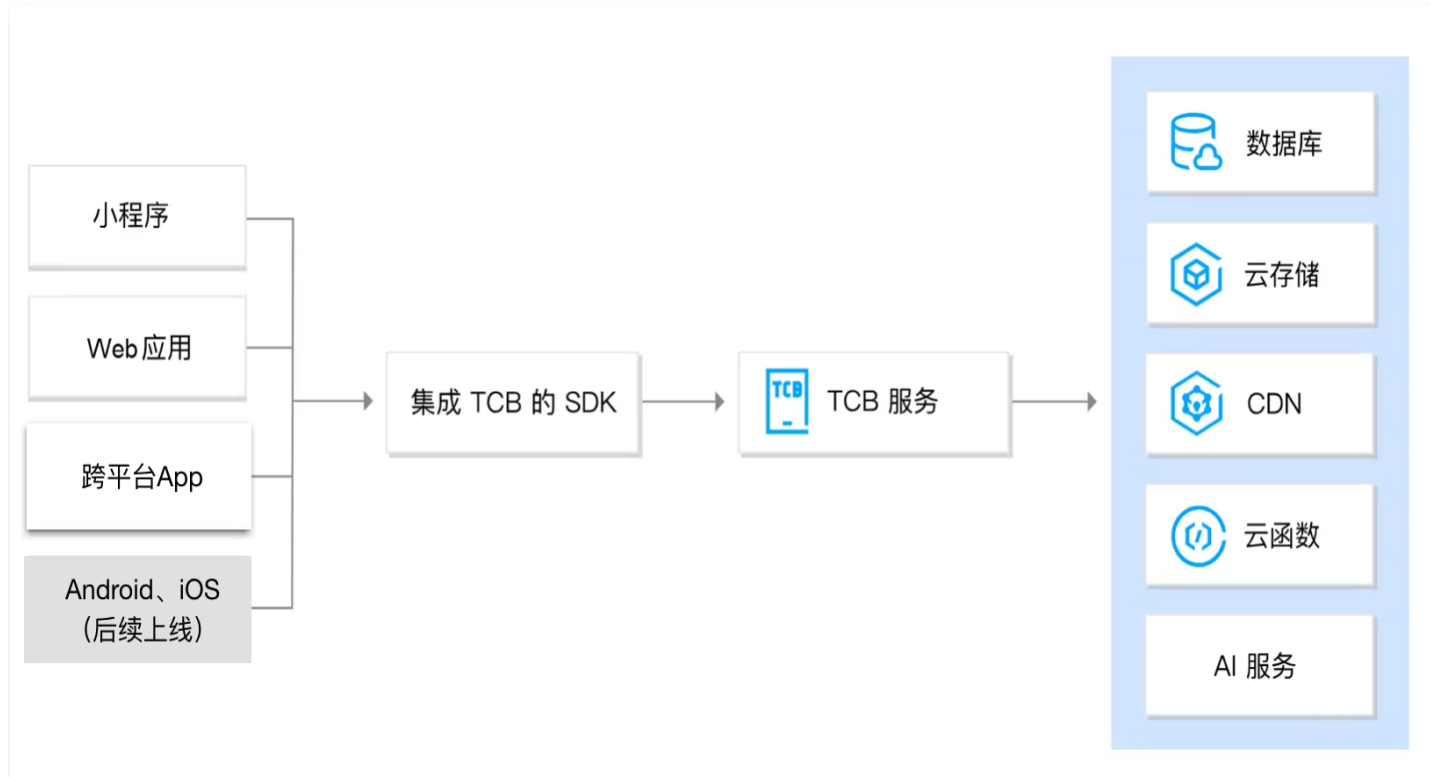 小程序
Web应用
跨平台App
Android、iOS
（后续上线）
集成 TCB 的 SDK
TCB
TCB 服务
数据库
云存储
CDN
云函数
AI 服务